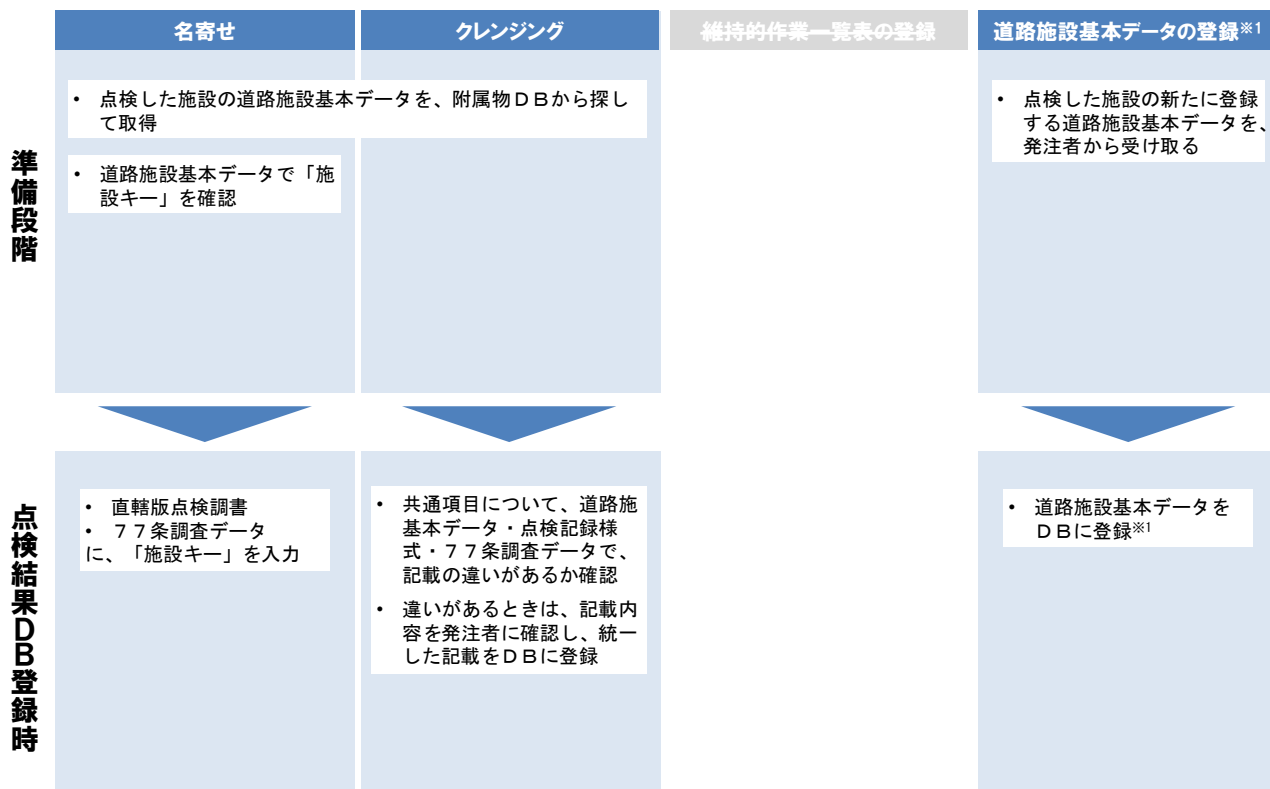 名寄せ
クレンジング
維持的作業一覧表の登録
道路施設基本データの登録※1
準備段階
• 点検した施設の道路施設基本データを、附属物ＤＢから探し
て取得
• 道路施設基本データで「施
設キー」を確認
• 点検した施設の新たに登録
する道路施設基本データを、
発注者から受け取る
点検結果ＤＢ登録時
• 直轄版点検調書
• ７７条調査データ
に、「施設キー」を入力
• 共通項目について、道路施
基本データ・点検記録様
式・７７条調査データで、
記載の違いがあるか確認
• 違いがあるときは、記載内
容を発注者に確認し、統一
した記載をＤＢに登録
• 道路施設基本データを
ＤＢに登録※1